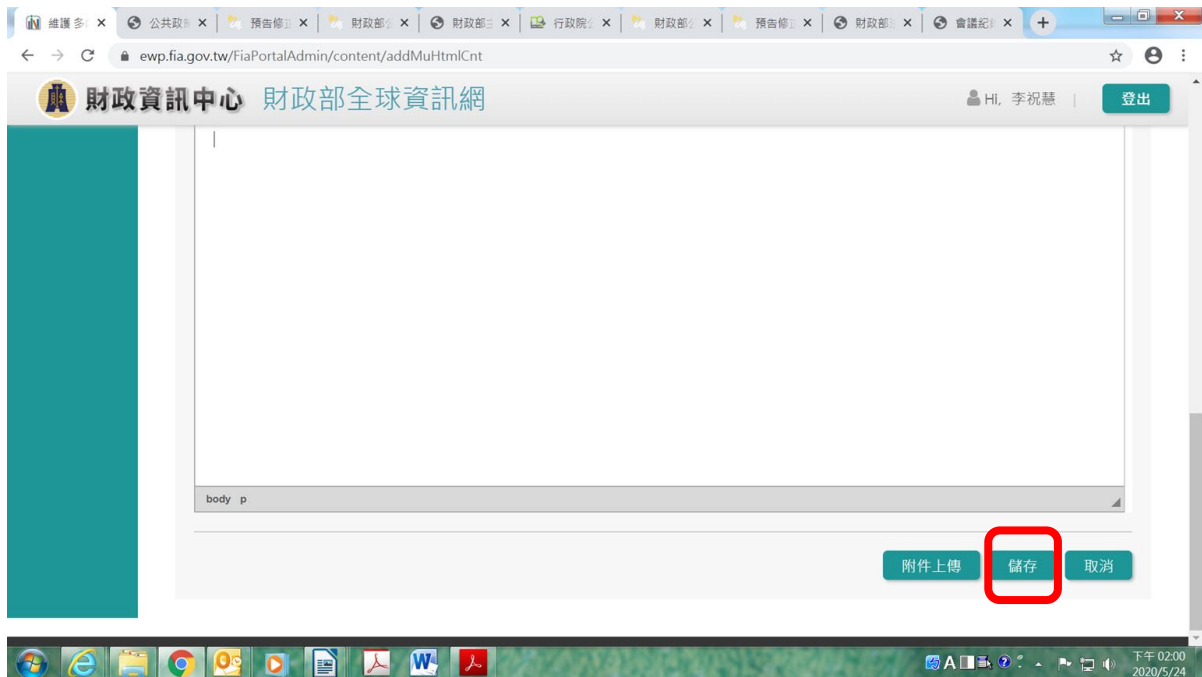 維護多 公共政 預告修 財政部 財政部 行政院 財政部 預告修 財政部 會議紀
ewp.fia.gov.tw/FiaPortalAdmin/content/addMuHtmlCnt
財政資訊中心 財政部全球資訊網 Hi, 李祝慧 | 登出
body p
附件上傳 儲存 取消
A 下午 02:00
2020/5/24